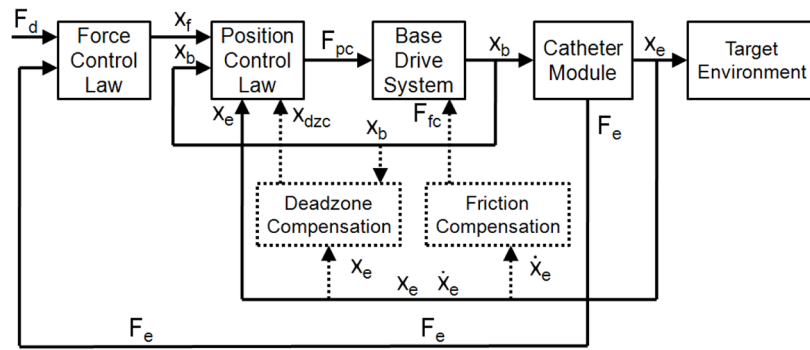 F_d
Force
Control
Law
x_f
x_b
Position
Control
Law
F_pc
Base
Drive
System
x_b
Catheter
Module
x_e
Target
Environment
x_e
x_dzc
x_b
F_fc
F_e
Deadzone
Compensation
Friction
Compensation
x_e
x_e ẋ_e
ẋ_e
F_e
F_e